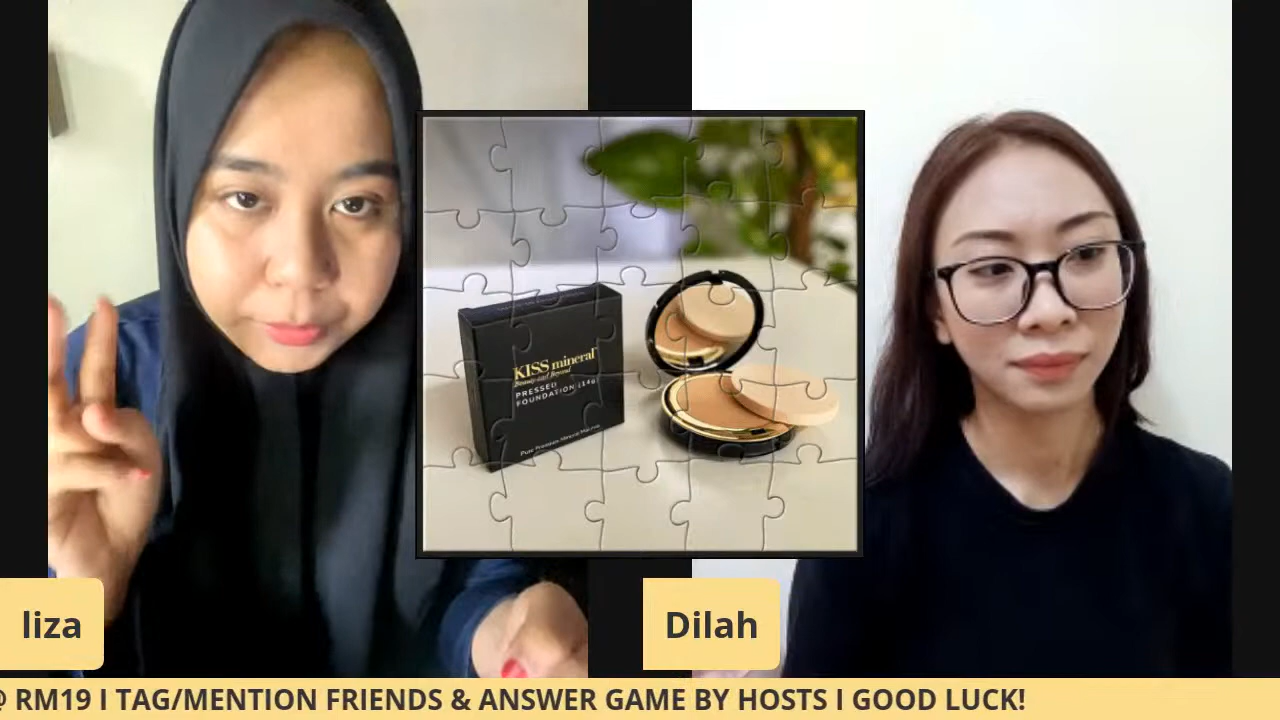 KISS mineral
Beauty and Beyond
PRESSED
FOUNDATION (14g)
Pure Premium Mineral Makeup
liza
Dilah
@ RM19 I TAG/MENTION FRIENDS & ANSWER GAME BY HOSTS I GOOD LUCK!